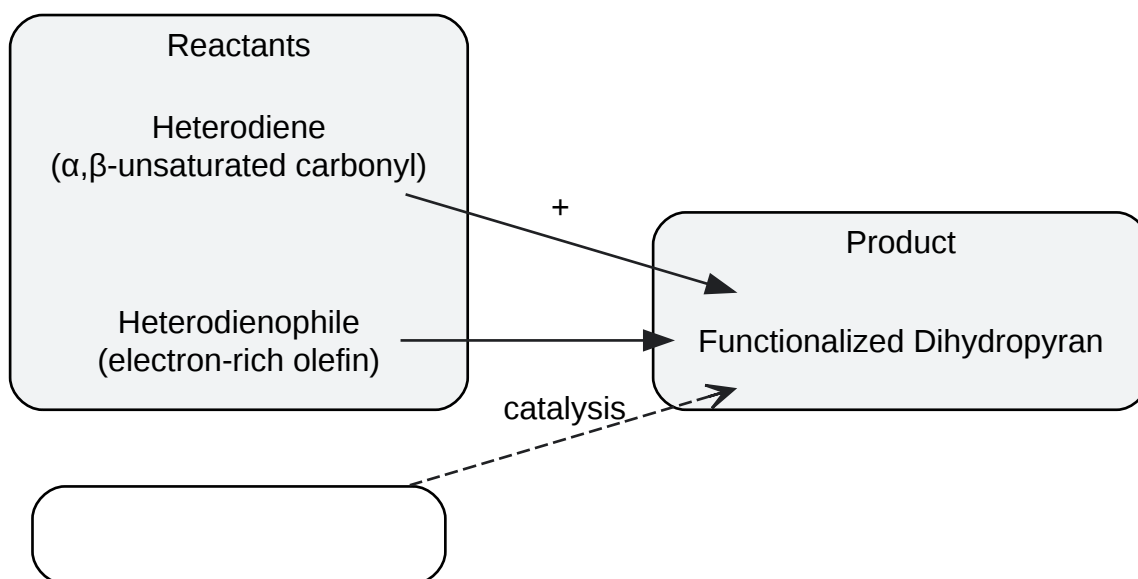 Reactants
Heterodiene
(α,β-unsaturated carbonyl)
+
Product
Heterodienophile
(electron-rich olefin)
Functionalized Dihydropyran
catalysis